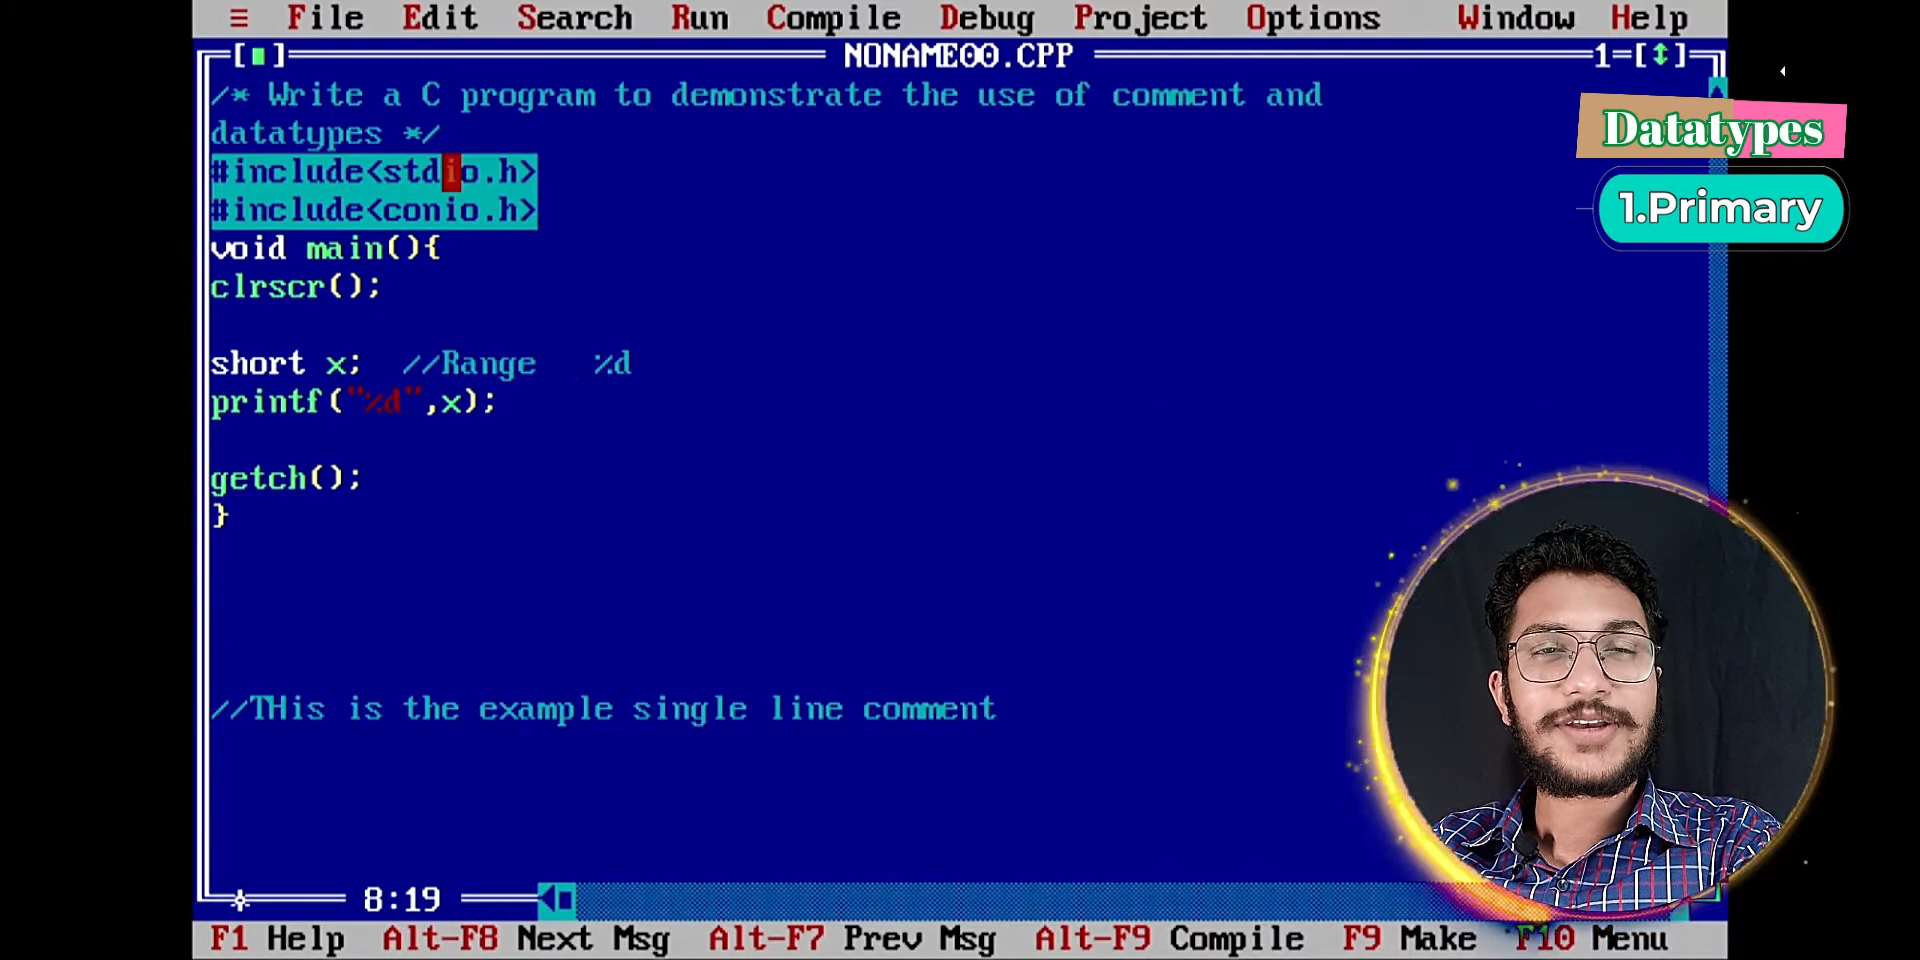 ≡ File Edit Search Run Compile Debug Project Options Window Help
[■] NONAME00.CPP 1=[↕]
/* Write a C program to demonstrate the use of comment and
datatypes */
#include<stdio.h>
#include<conio.h>
void main(){
clrscr();
short x; //Range %d
printf("%d",x);
getch();
}
//THis is the example single line comment
8:19
F1 Help Alt-F8 Next Msg Alt-F7 Prev Msg Alt-F9 Compile F9 Make F10 Menu
Datatypes
1.Primary